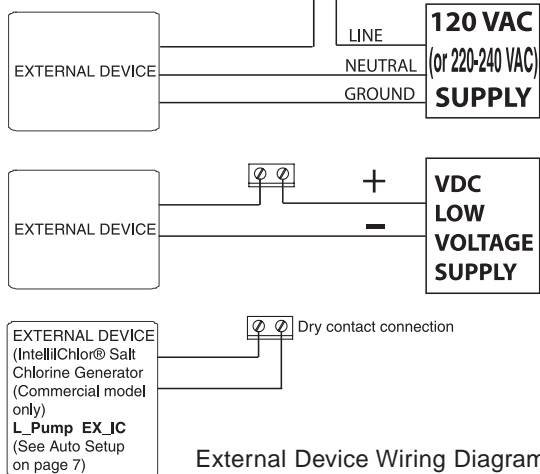 LINE
NEUTRAL
GROUND
EXTERNAL DEVICE
120 VAC
(or 220-240 VAC)
SUPPLY
EXTERNAL DEVICE
+
-
VDC
LOW
VOLTAGE
SUPPLY
EXTERNAL DEVICE
(IntellilChlor® Salt
Chlorine Generator
(Commercial model
only)
L_Pump EX_IC
(See Auto Setup
on page 7)
Dry contact connection
External Device Wiring Diagram